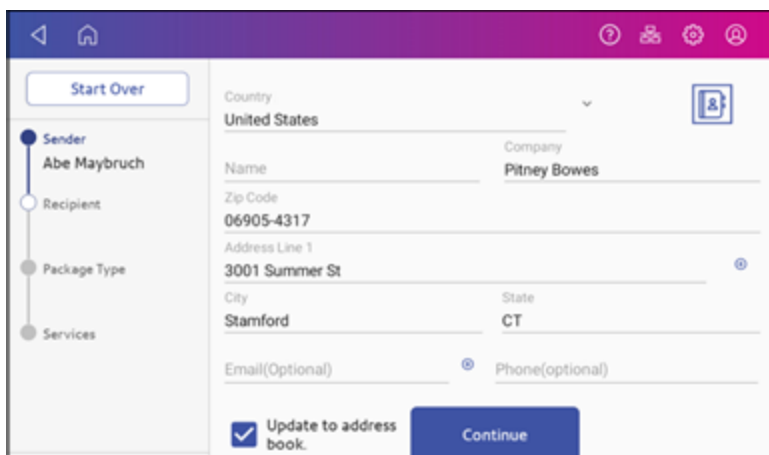 Start Over
Sender
Abe Maybruch
Recipient
Package Type
Services
Country
United States
Name
Company
Pitney Bowes
Zip Code
06905-4317
Address Line 1
3001 Summer St
City
Stamford
State
CT
Email(Optional)
Phone(optional)
Update to address
book.
Continue